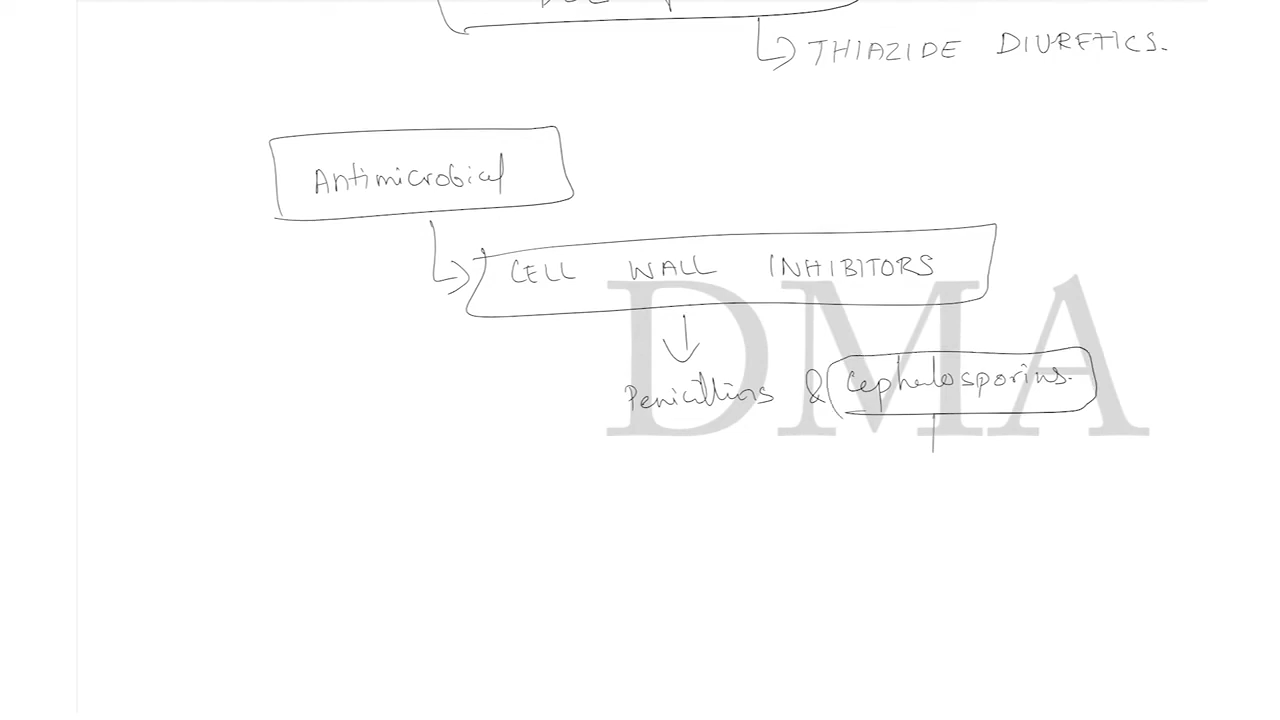 THIAZIDE DIURETICS.
Antimicrobial
CELL WALL INHIBITORS
Penicillins & Cephalosporins.
DMA